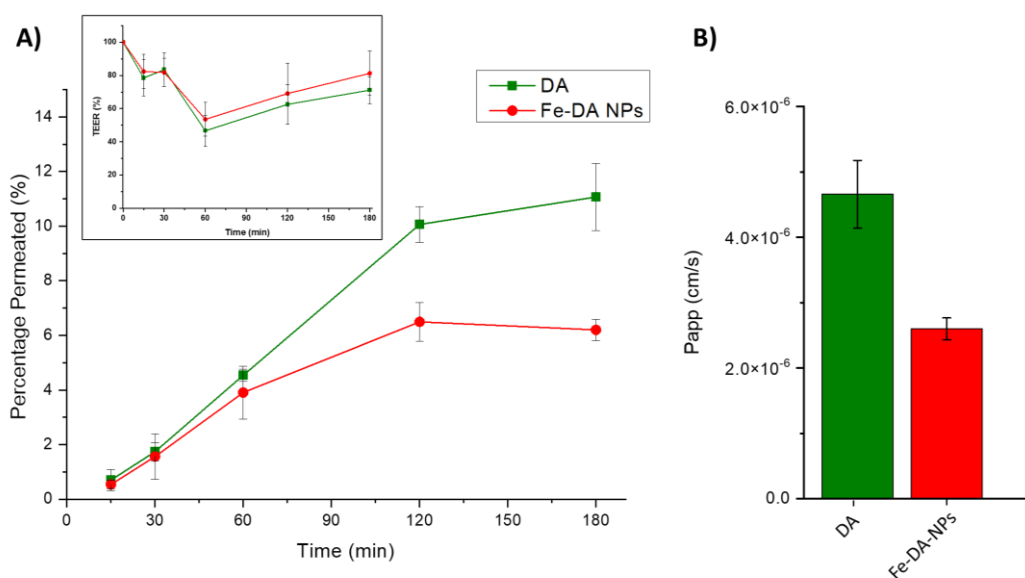 A)
TEER (%)
100
80
60
40
20
0
0 30 60 90 120 150 180
Time (min)
DA
Fe-DA NPs
Percentage Permeated (%)
14
12
10
8
6
4
2
0
0 30 60 90 120 150 180
Time (min)
B)
Papp (cm/s)
6.0×10⁻⁶
4.0×10⁻⁶
2.0×10⁻⁶
0.0
DA
Fe-DA-NPs